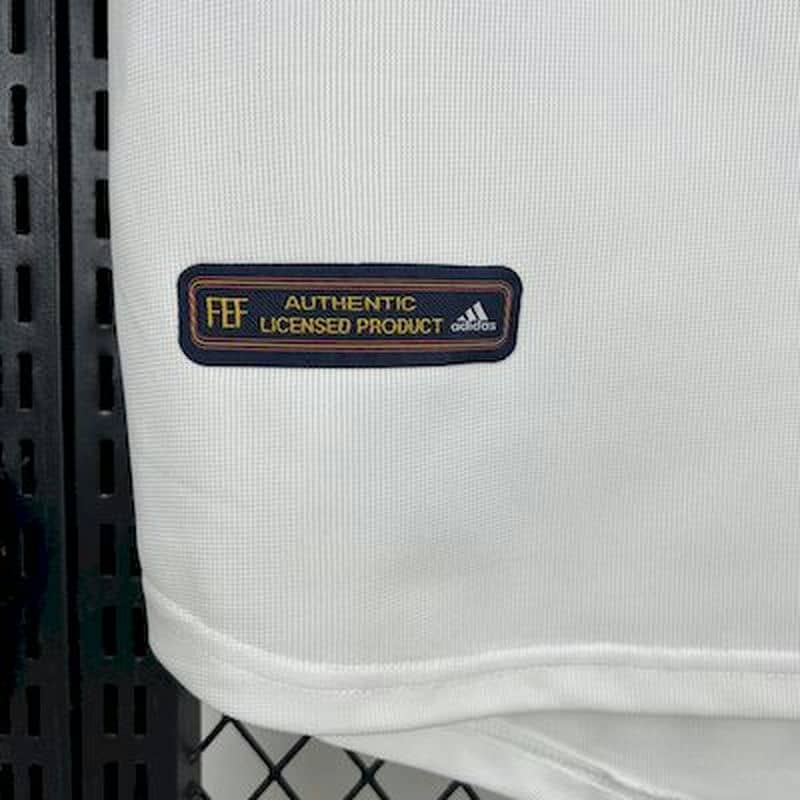 FEF
AUTHENTIC
LICENSED PRODUCT
adidas